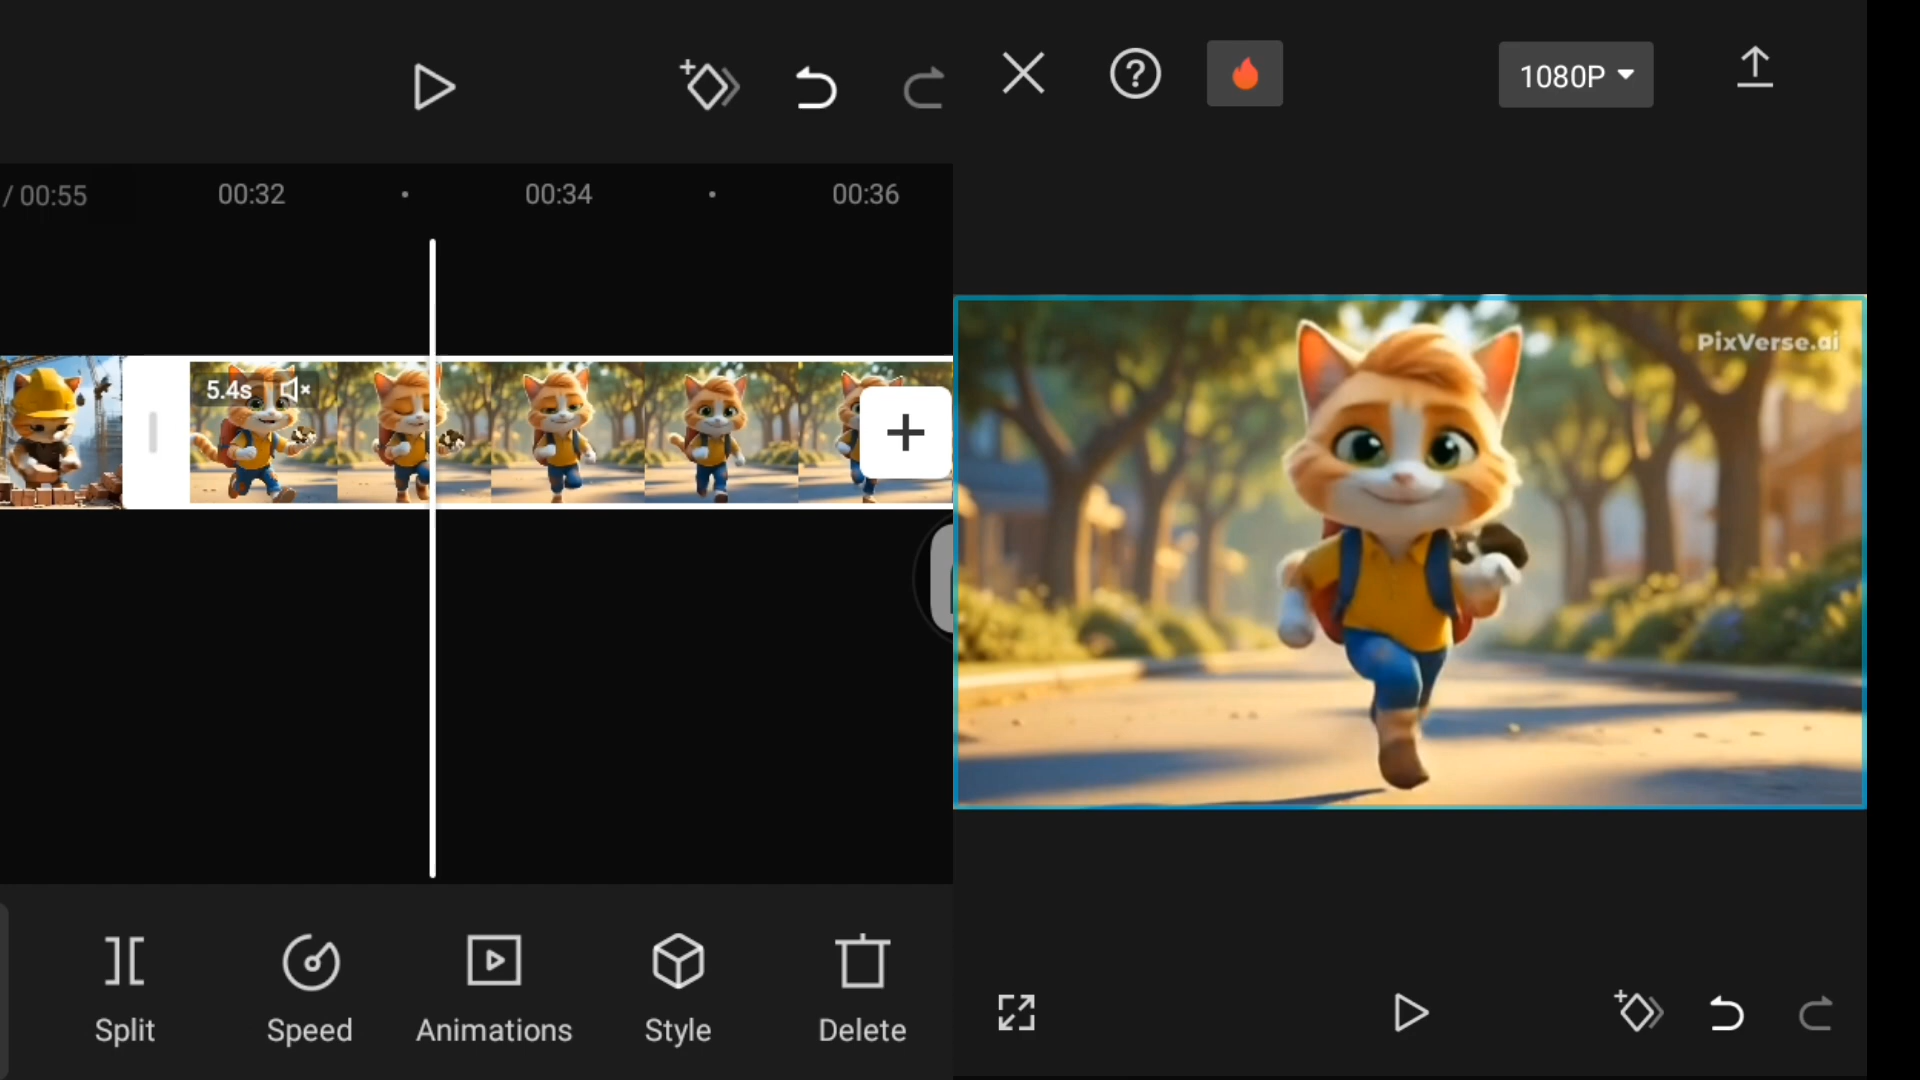 1080P
/ 00:55 00:32 00:34 00:36
PixVerse.ai
5.4s
Split Speed Animations Style Delete